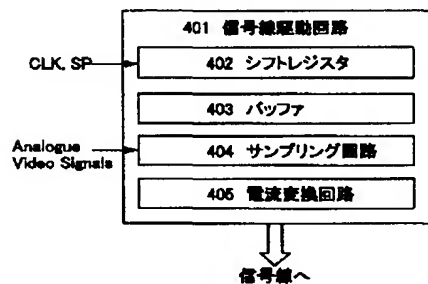 401 信号線駆動回路
CLK, SP
402 シフトレジスタ
403 バッファ
Analogue
Video Signals
404 サンプリング回路
405 電流変換回路
信号線へ